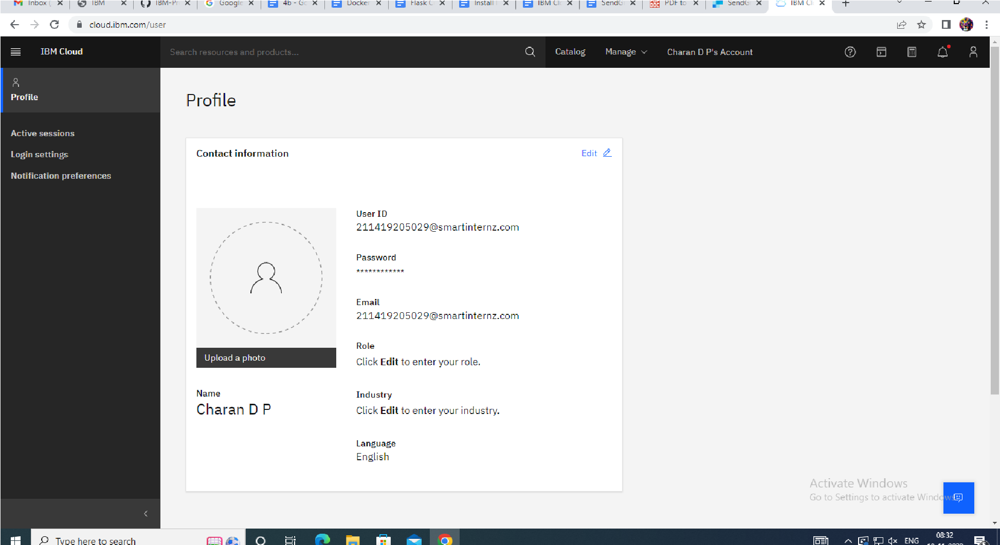 Inbox (
IBM
IBM-Pr
Google
4b - Go
Docker
Flask C
Install
IBM Cl
SendGr
PDF to
SendGr
IBM Cl
cloud.ibm.com/user
IBM Cloud
Search resources and products...
Catalog
Manage
Charan D P's Account
Profile
Active sessions
Login settings
Notification preferences
Profile
Contact information
Edit
Upload a photo
Name
Charan D P
User ID
211419205029@smartinternz.com
Password
************
Email
211419205029@smartinternz.com
Role
Click Edit to enter your role.
Industry
Click Edit to enter your industry.
Language
English
Activate Windows
Go to Settings to activate Windows
Type here to search
ENG
08:32